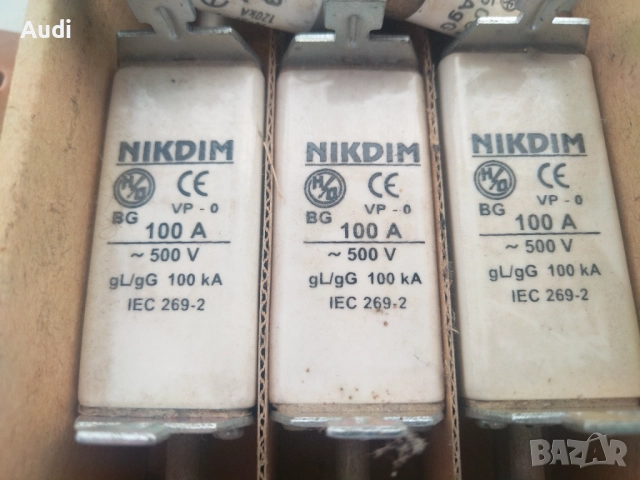 Audi
120kA
NIKDIM
H/D CE
BG VP - 0
100 A
~ 500 V
gL/gG 100 kA
IEC 269-2
NIKDIM
H/D CE
BG VP - 0
100 A
~ 500 V
gL/gG 100 kA
IEC 269-2
NIKDIM
H/D CE
BG VP - 0
100 A
~ 500 V
gL/gG 100 kA
IEC 269-2
BAZAR